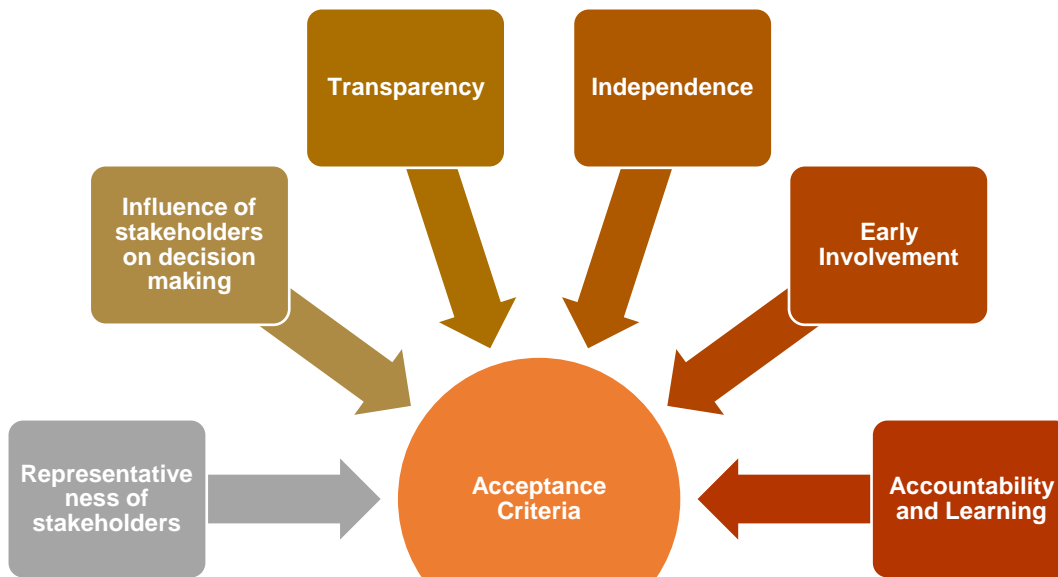 Transparency
Independence
Influence of
stakeholders
on decision
making
Early
Involvement
Representative
ness of
stakeholders
Acceptance
Criteria
Accountability
and Learning